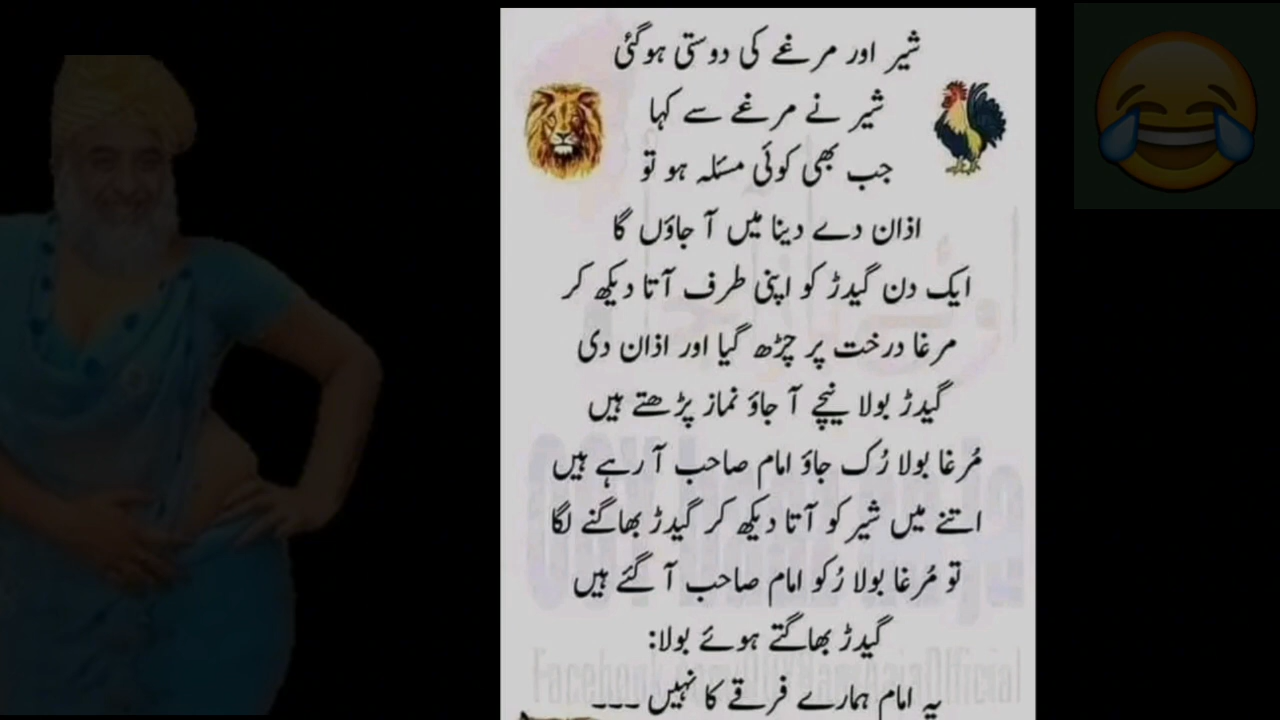 شیر اور مرغے کی دوستی ہوگئی
شیر نے مرغے سے کہا
جب بھی کوئی مسئلہ ہو تو
اذان دے دینا میں آ جاؤں گا
ایک دن گیدڑ کو اپنی طرف آتا دیکھ کر
مرغا درخت پر چڑھ گیا اور اذان دی
گیدڑ بولا نیچے آ جاؤ نماز پڑھتے ہیں
مُرغا بولا رُک جاؤ امام صاحب آ رہے ہیں
اتنے میں شیر کو آتا دیکھ کر گیدڑ بھاگنے لگا
تو مُرغا بولا رُکو امام صاحب آ گئے ہیں
گیدڑ بھاگتے ہوئے بولا:
یہ امام ہمارے فرقے کا نہیں ---